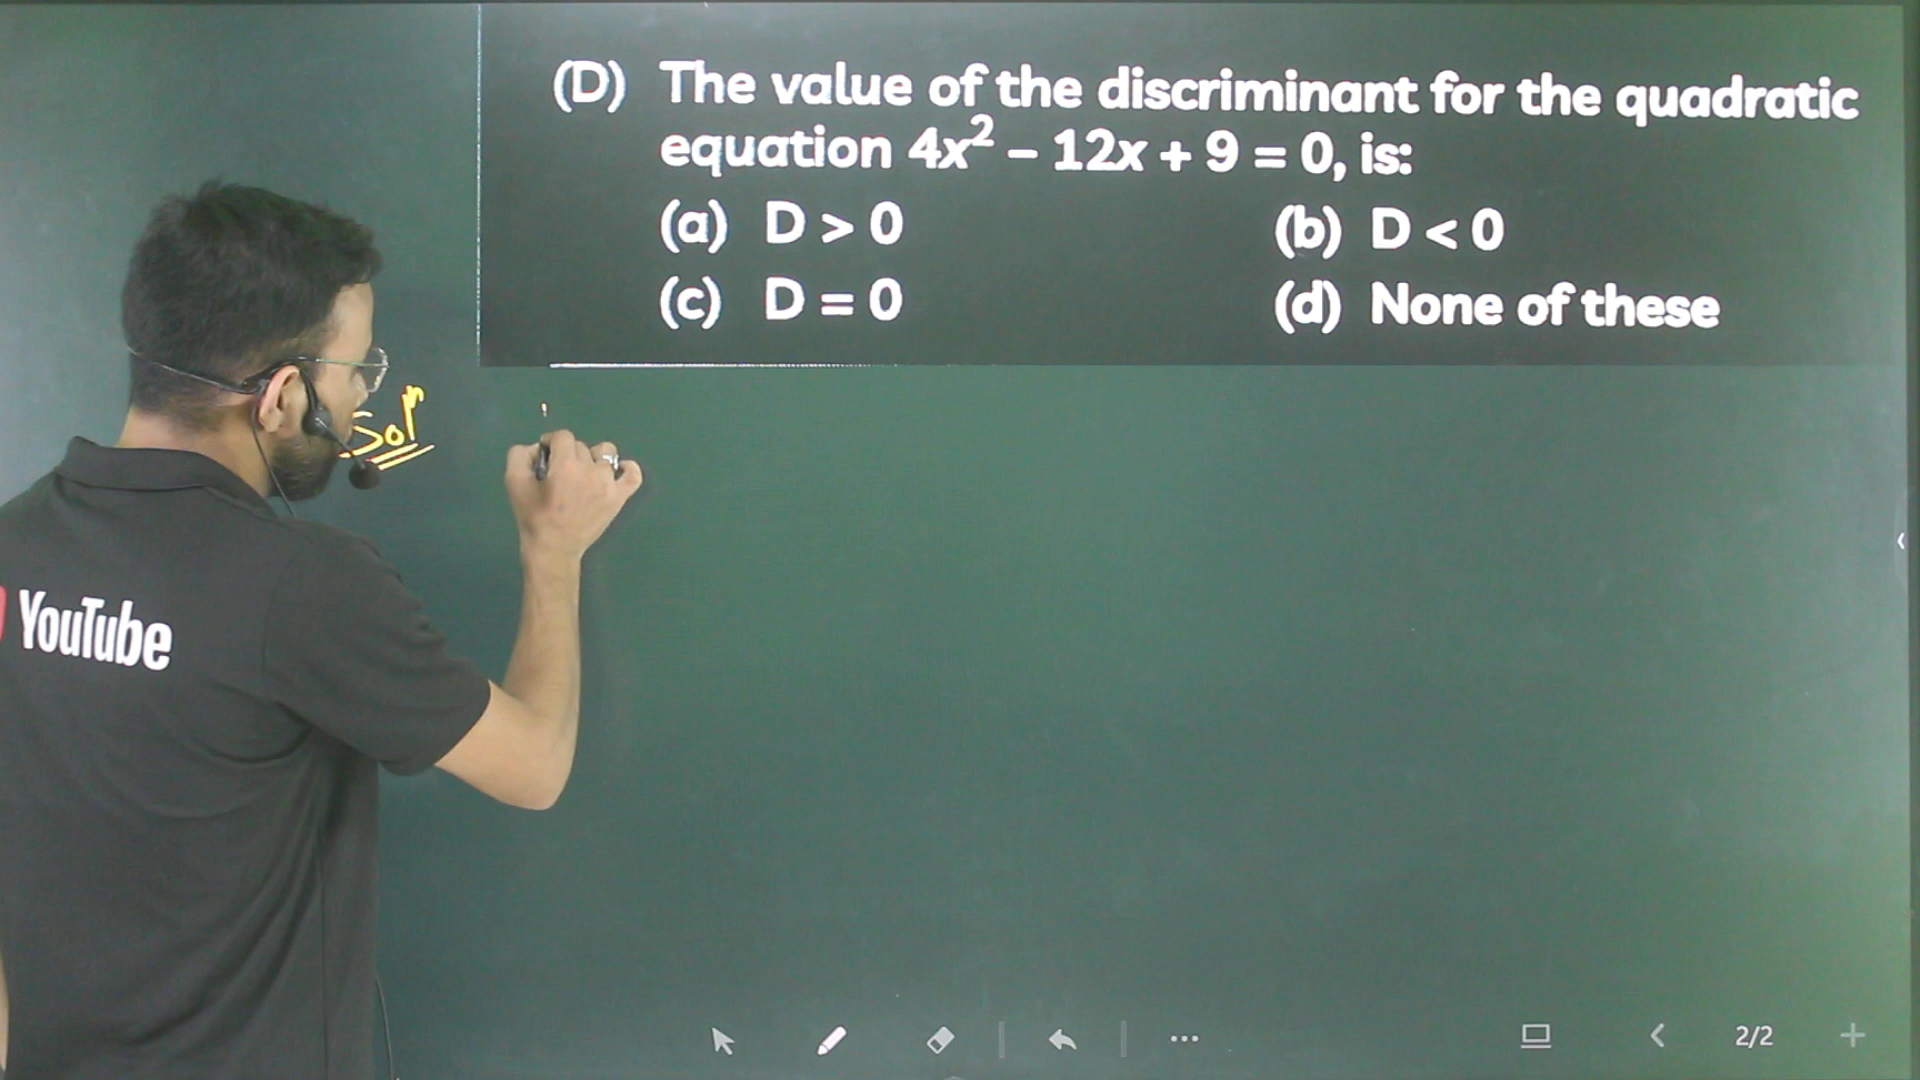 (D) The value of the discriminant for the quadratic
equation 4x² – 12x + 9 = 0, is:
(a) D > 0 (b) D < 0
(c) D = 0 (d) None of these
Solⁿ
YouTube
2/2